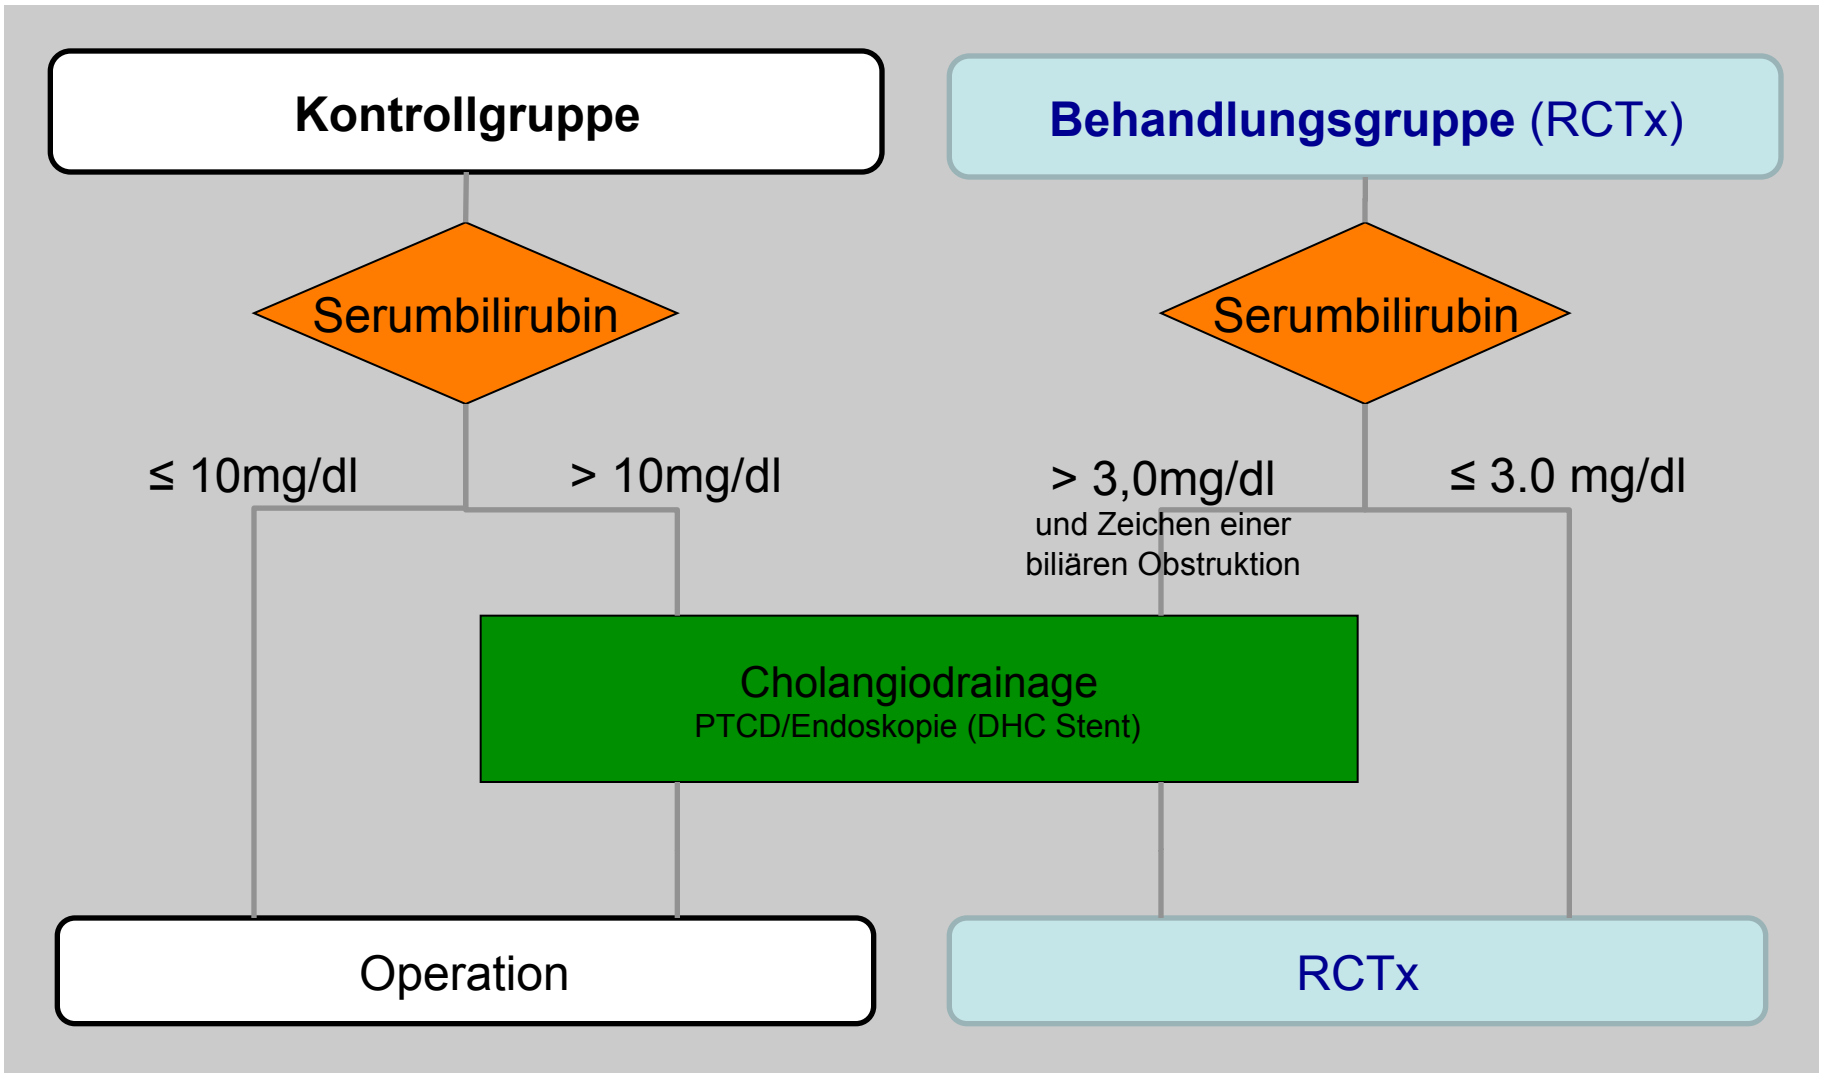 Kontrollgruppe
Behandlungsgruppe (RCTx)
Serumbilirubin
Serumbilirubin
≤ 10mg/dl
> 10mg/dl
> 3,0mg/dl
und Zeichen einer
biliären Obstruktion
≤ 3.0 mg/dl
Cholangiodrainage
PTCD/Endoskopie (DHC Stent)
Operation
RCTx